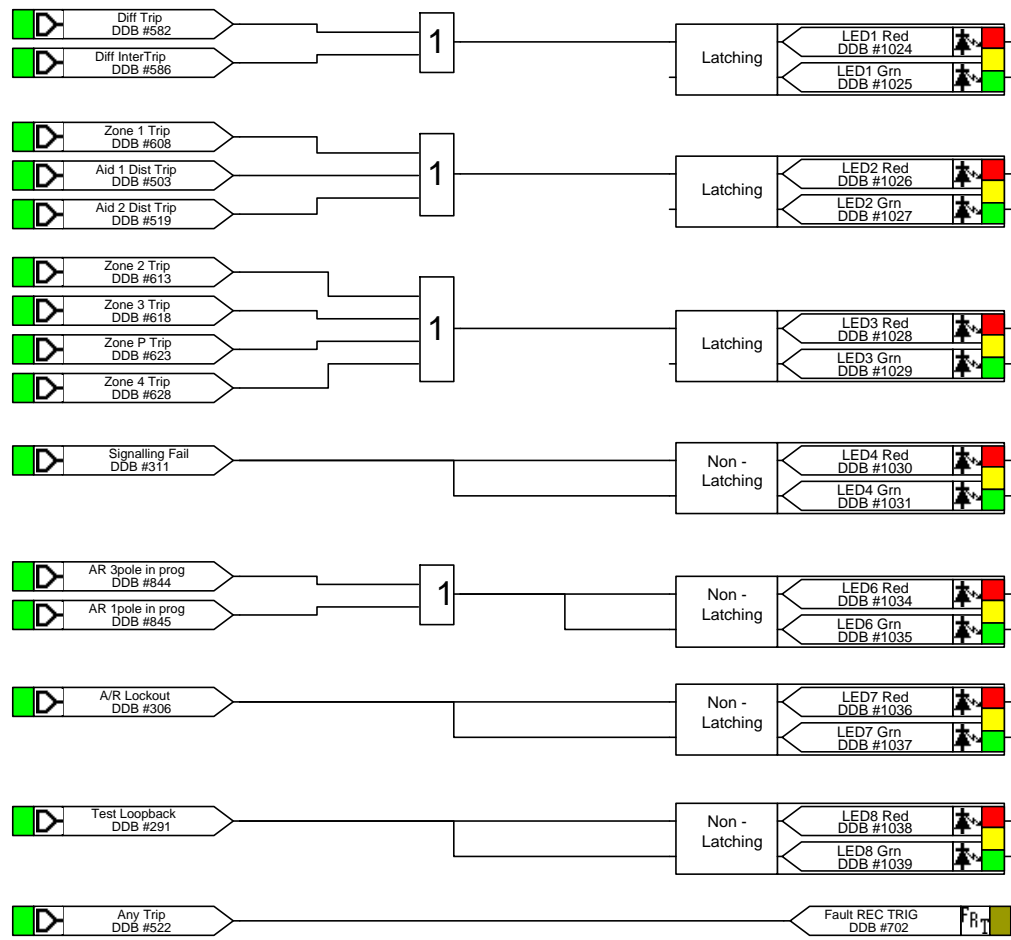 Diff Trip
DDB #582
Diff InterTrip
DDB #586
1
Latching
LED1 Red
DDB #1024
LED1 Grn
DDB #1025
Zone 1 Trip
DDB #608
Aid 1 Dist Trip
DDB #503
Aid 2 Dist Trip
DDB #519
1
Latching
LED2 Red
DDB #1026
LED2 Grn
DDB #1027
Zone 2 Trip
DDB #613
Zone 3 Trip
DDB #618
Zone P Trip
DDB #623
Zone 4 Trip
DDB #628
1
Latching
LED3 Red
DDB #1028
LED3 Grn
DDB #1029
Signalling Fail
DDB #311
Non -
Latching
LED4 Red
DDB #1030
LED4 Grn
DDB #1031
AR 3pole in prog
DDB #844
AR 1pole in prog
DDB #845
1
Non -
Latching
LED6 Red
DDB #1034
LED6 Grn
DDB #1035
A/R Lockout
DDB #306
Non -
Latching
LED7 Red
DDB #1036
LED7 Grn
DDB #1037
Test Loopback
DDB #291
Non -
Latching
LED8 Red
DDB #1038
LED8 Grn
DDB #1039
Any Trip
DDB #522
Fault REC TRIG
DDB #702
FRT